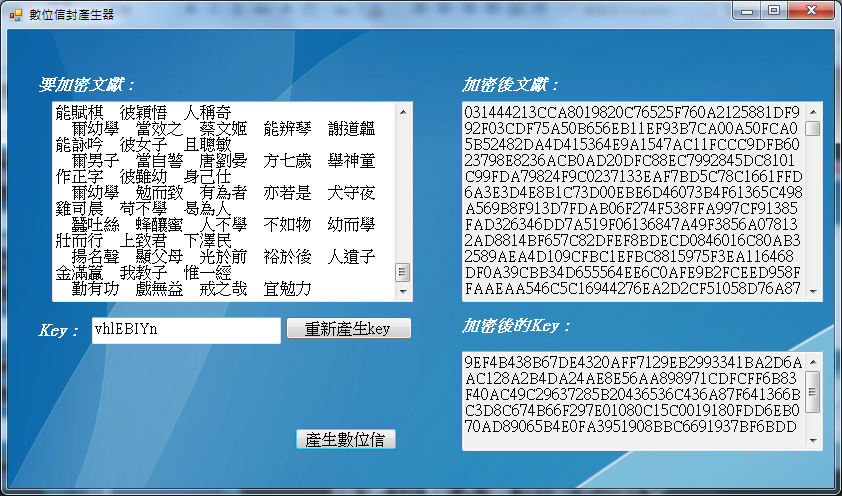 數位信封產生器
要加密文獻：
能賦棋　彼穎悟　人稱奇
爾幼學　當效之　蔡文姬　能辨琴　謝道韞
能詠吟　彼女子　且聰敏
爾男子　當自警　唐劉晏　方七歲　舉神童
作正字　彼雖幼　身己仕
爾幼學　勉而致　有為者　亦若是　犬守夜
雞司晨　苟不學　曷為人
蠶吐絲　蜂釀蜜　人不學　不如物　幼而學
壯而行　上致君　下澤民
揚名聲　顯父母　光於前　裕於後　人遺子
金滿籯　我教子　惟一經
勤有功　戲無益　戒之哉　宜勉力
Key：
vhlEBIYn
重新產生key
產生數位信
加密後文獻：
031444213CCA8019820C76525F760A2125881DF9
92F03CDF75A50B656EB11EF93B7CA00A50FCA0
5B52482DA4D415364E9A1547AC11FCCC9DFB60
23798E8236ACB0AD20DFC88EC7992845DC8101
C99FDA79824F9C0237133EAF7BD5C78C1661FFD
6A3E3D4E8B1C73D00EBE6D46073B4F61365C498
A569B8F913D7FDAB06F274F538FFA997CF91385
FAD326346DD7A519F06136847A49F3856A07813
2AD8814BF657C82DFEF8BDECD0846016C80AB3
2589AEA4D109CFBC1EFBC8815975F3EA116468
DF0A39CBB34D655564EE6C0AFE9B2FCEED958F
FAAEAA546C5C16944276EA2D2CF51058D76A87
加密後的Key：
9EF4B438B67DE4320AFF7129EB2993341BA2D6A
AC128A2B4DA24AE8E56AA898971CDFCFF6B83
F40AC49C29637285B20436536C436A87F641366B
C3D8C674B66F297E01080C15C0019180FDD6EB0
70AD89065B4E0FA3951908BBC6691937BF6BDD